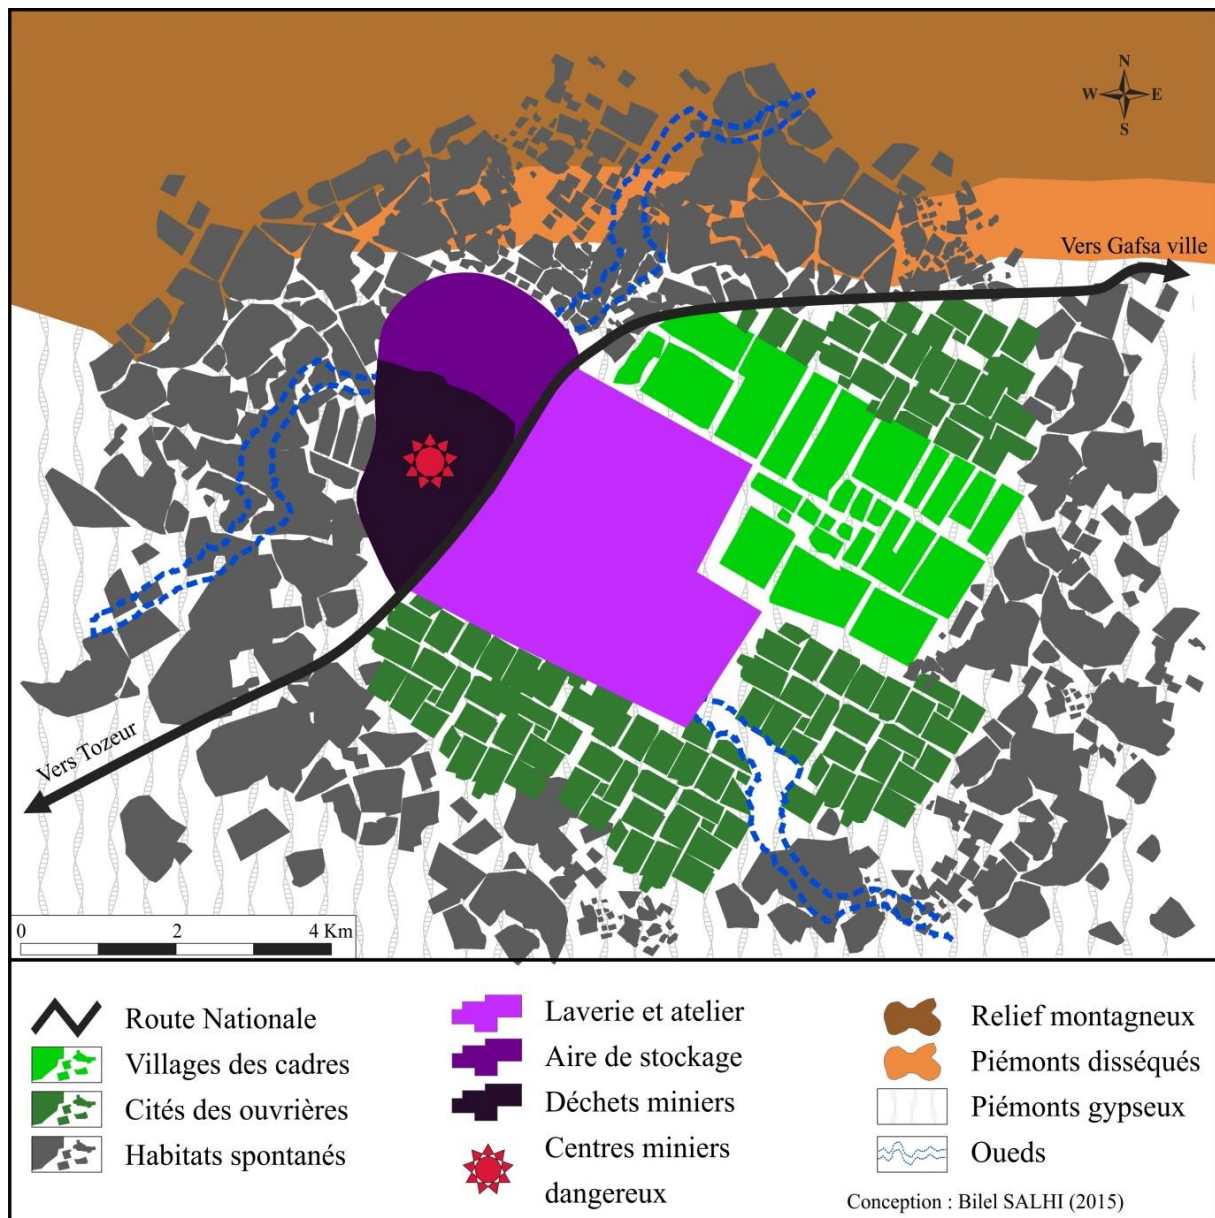 N
W E
S
Vers Gafsa ville
Vers Tozeur
0 2 4 Km
Route Nationale
Villages des cadres
Cités des ouvrières
Habitats spontanés
Laverie et atelier
Aire de stockage
Déchets miniers
Centres miniers
dangereux
Relief montagneux
Piémonts disséqués
Piémonts gypseux
Oueds
Conception : Bilel SALHI (2015)